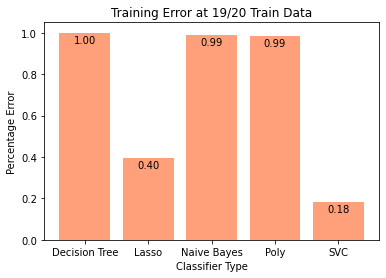 Training Error at 19/20 Train Data
Percentage Error
1.0
0.8
0.6
0.4
0.2
0.0
1.00
0.40
0.99
0.99
0.18
Decision Tree
Lasso
Naive Bayes
Poly
SVC
Classifier Type